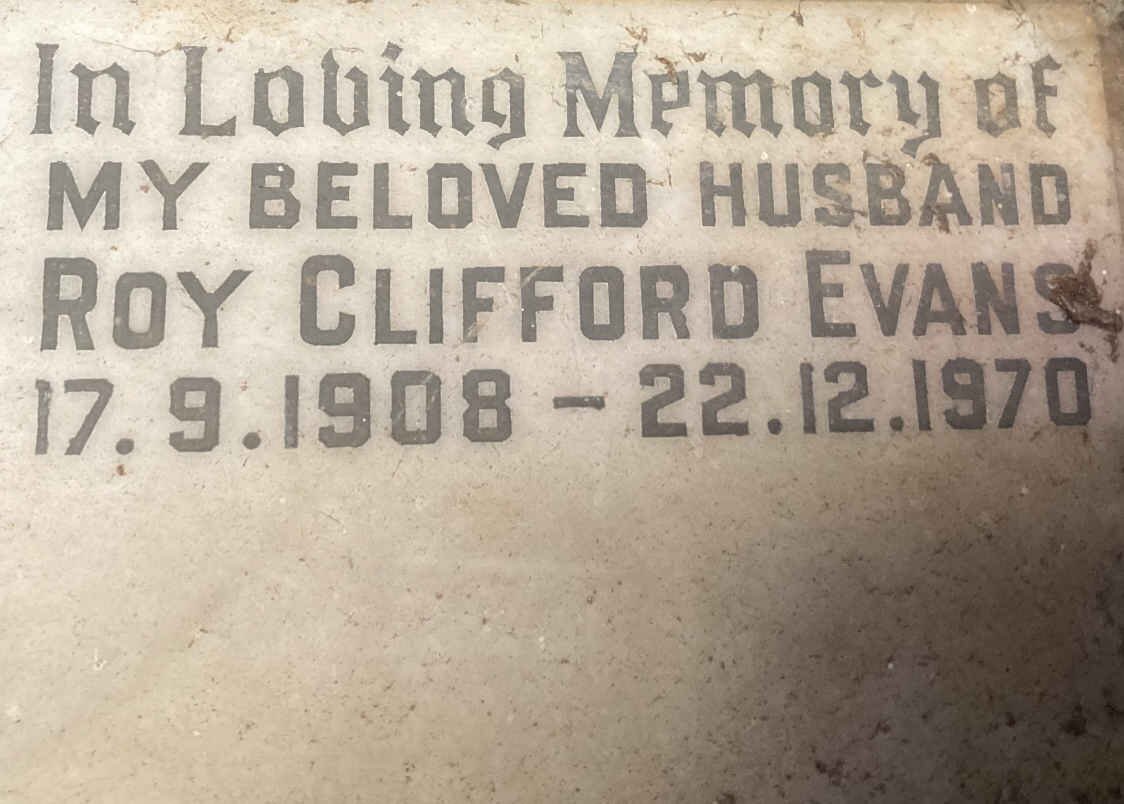 In Loving Memory of
MY BELOVED HUSBAND
ROY CLIFFORD EVANS
17.9.1908 - 22.12.1970